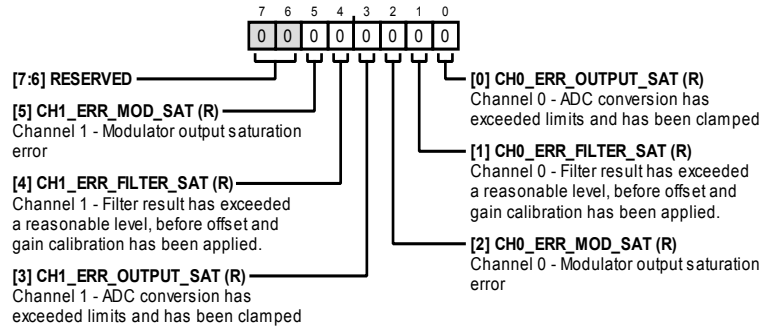 7 6 5 4 3 2 1 0
0 0 0 0 0 0 0 0
[7:6] RESERVED
[5] CH1_ERR_MOD_SAT (R)
Channel 1 - Modulator output saturation
error
[4] CH1_ERR_FILTER_SAT (R)
Channel 1 - Filter result has exceeded
a reasonable level, before offset and
gain calibration has been applied.
[3] CH1_ERR_OUTPUT_SAT (R)
Channel 1 - ADC conversion has
exceeded limits and has been clamped
[0] CH0_ERR_OUTPUT_SAT (R)
Channel 0 - ADC conversion has
exceeded limits and has been clamped
[1] CH0_ERR_FILTER_SAT (R)
Channel 0 - Filter result has exceeded
a reasonable level, before offset and
gain calibration has been applied.
[2] CH0_ERR_MOD_SAT (R)
Channel 0 - Modulator output saturation
error